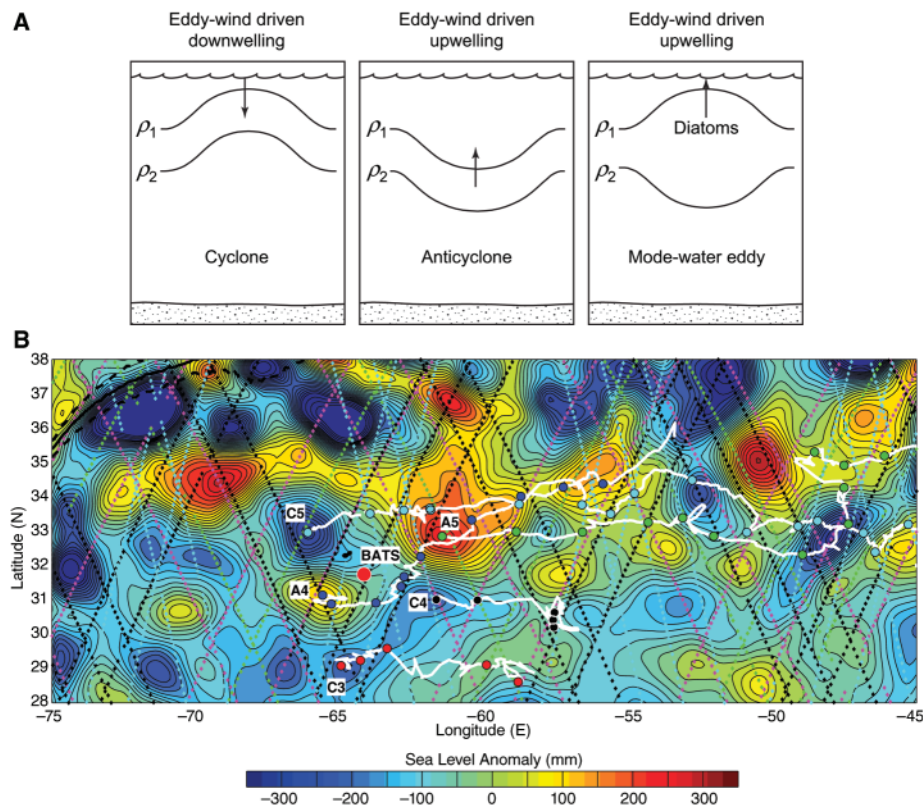 A
Eddy-wind driven
downwelling
Eddy-wind driven
upwelling
Eddy-wind driven
upwelling
ρ1
ρ2
Cyclone
ρ1
ρ2
Anticyclone
ρ1
Diatoms
ρ2
Mode-water eddy
B
38
37
36
35
34
33
32
31
30
29
28
Latitude (N)
C5
A5
BATS
A4
C4
C3
−75 −70 −65 −60 −55 −50 −45
Longitude (E)
Sea Level Anomaly (mm)
−300 −200 −100 0 100 200 300